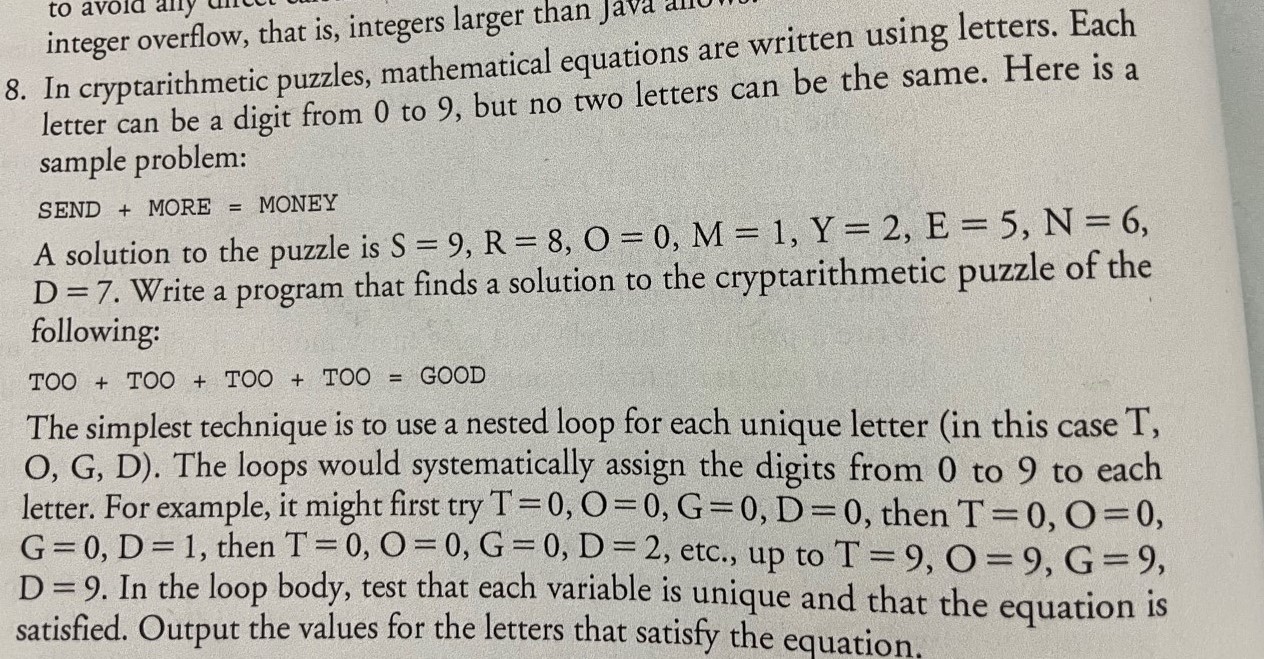 to avoid any
integer overflow, that is, integers larger than Java
8. In cryptarithmetic puzzles, mathematical equations are written using letters. Each
letter can be a digit from 0 to 9, but no two letters can be the same. Here is a
sample problem:
SEND + MORE = MONEY
A solution to the puzzle is S = 9, R = 8, O = 0, M = 1, Y = 2, E = 5, N = 6,
D = 7. Write a program that finds a solution to the cryptarithmetic puzzle of the
following:
TOO + TOO + TOO + TOO = GOOD
The simplest technique is to use a nested loop for each unique letter (in this case T,
O, G, D). The loops would systematically assign the digits from 0 to 9 to each
letter. For example, it might first try T = 0, O = 0, G = 0, D = 0, then T = 0, O = 0,
G = 0, D = 1, then T = 0, O = 0, G = 0, D = 2, etc., up to T = 9, O = 9, G = 9,
D = 9. In the loop body, test that each variable is unique and that the equation is
satisfied. Output the values for the letters that satisfy the equation.